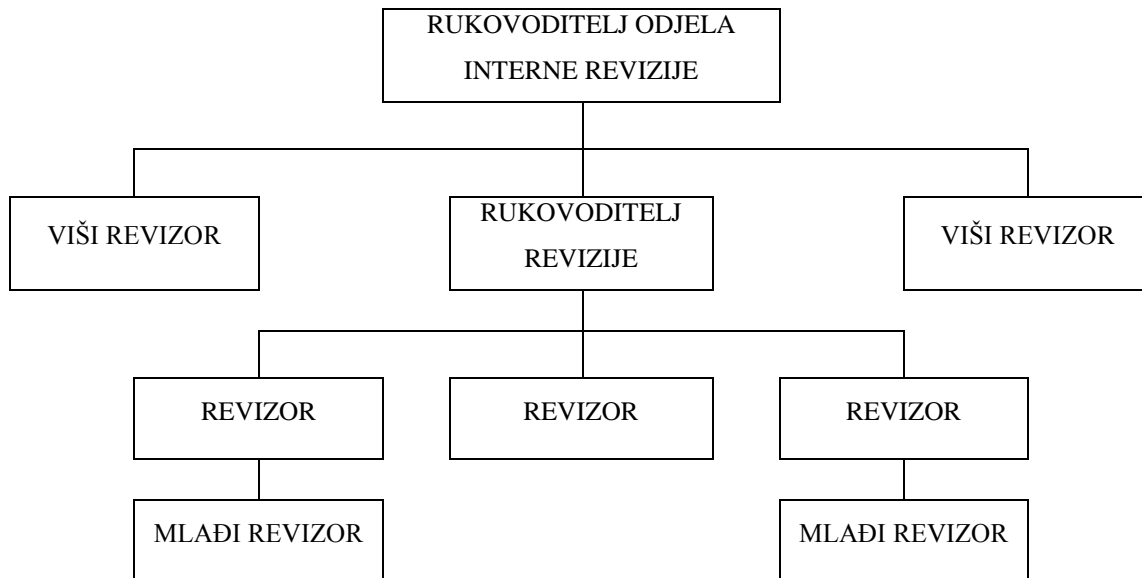 RUKOVODITELJ ODJELA
INTERNE REVIZIJE
VIŠI REVIZOR
RUKOVODITELJ
REVIZIJE
VIŠI REVIZOR
REVIZOR
REVIZOR
REVIZOR
MLAĐI REVIZOR
MLAĐI REVIZOR